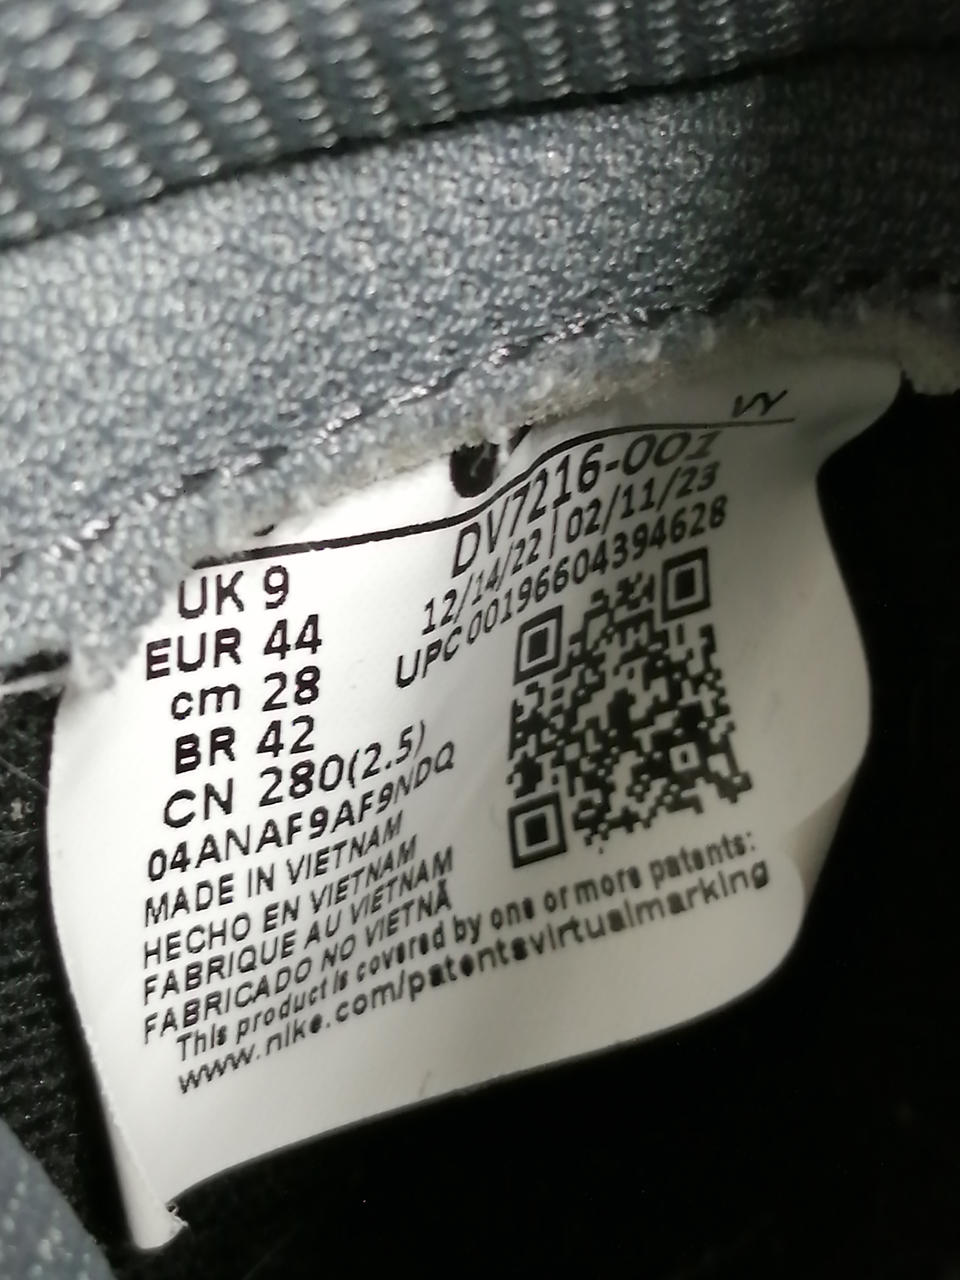 VY
DV7216-001
12/14/22 | 02/11/23
UPC 00196604394628
UK 9
EUR 44
cm 28
BR 42
CN 280(2.5)
04ANAF9AF9NDQ
MADE IN VIETNAM
HECHO EN VIETNAM
FABRIQUE AU VIETNAM
FABRICADO NO VIETNÃ
This product is covered by one or more patents:
www.nike.com/patentsvirtualmarking